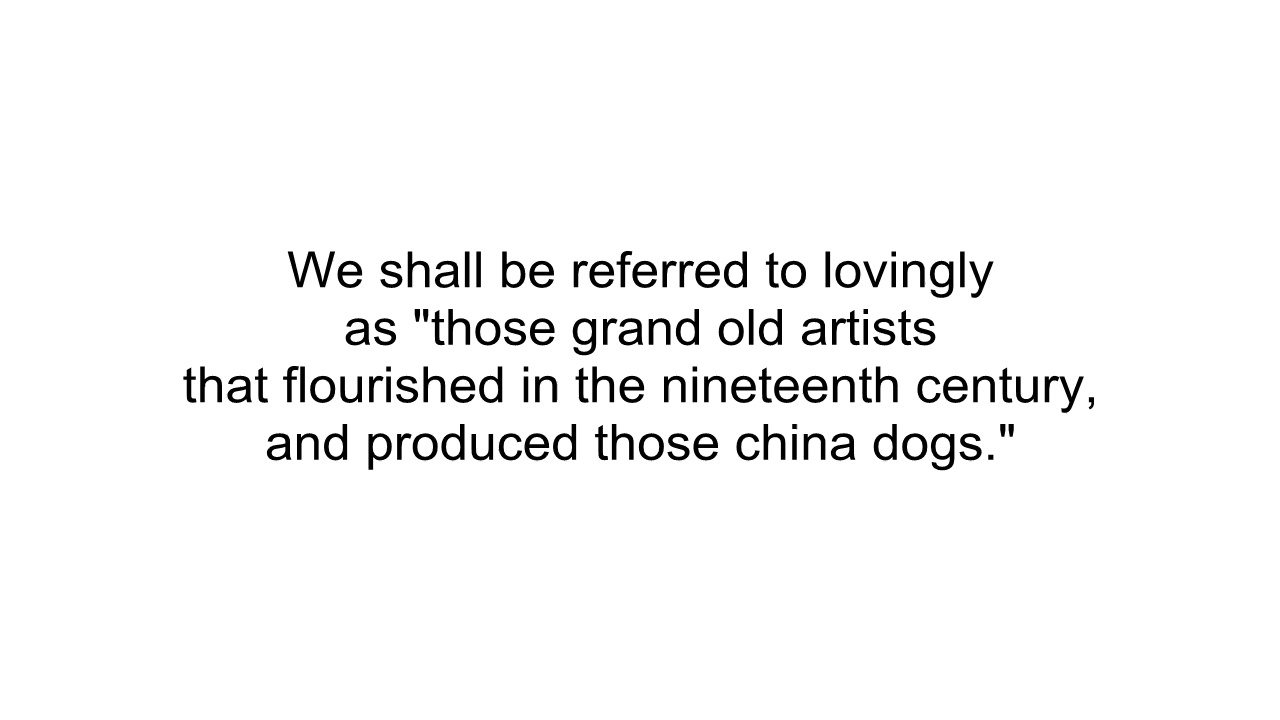 We shall be referred to lovingly
as "those grand old artists
that flourished in the nineteenth century,
and produced those china dogs."